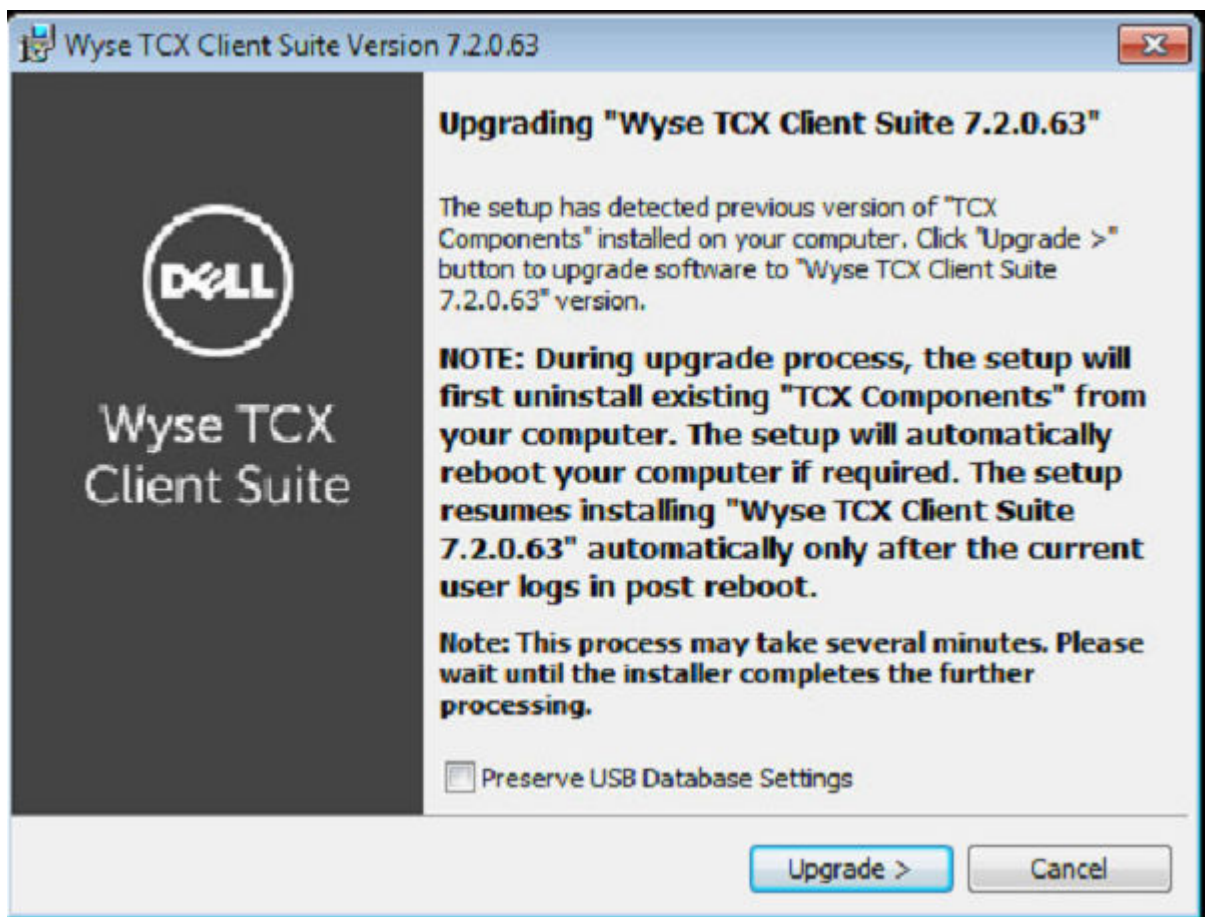 Wyse TCX Client Suite Version 7.2.0.63
DELL
Wyse TCX
Client Suite
Upgrading "Wyse TCX Client Suite 7.2.0.63"
The setup has detected previous version of "TCX
Components" installed on your computer. Click "Upgrade >"
button to upgrade software to "Wyse TCX Client Suite
7.2.0.63" version.
NOTE: During upgrade process, the setup will
first uninstall existing "TCX Components" from
your computer. The setup will automatically
reboot your computer if required. The setup
resumes installing "Wyse TCX Client Suite
7.2.0.63" automatically only after the current
user logs in post reboot.
Note: This process may take several minutes. Please
wait until the installer completes the further
processing.
Preserve USB Database Settings
Upgrade >
Cancel